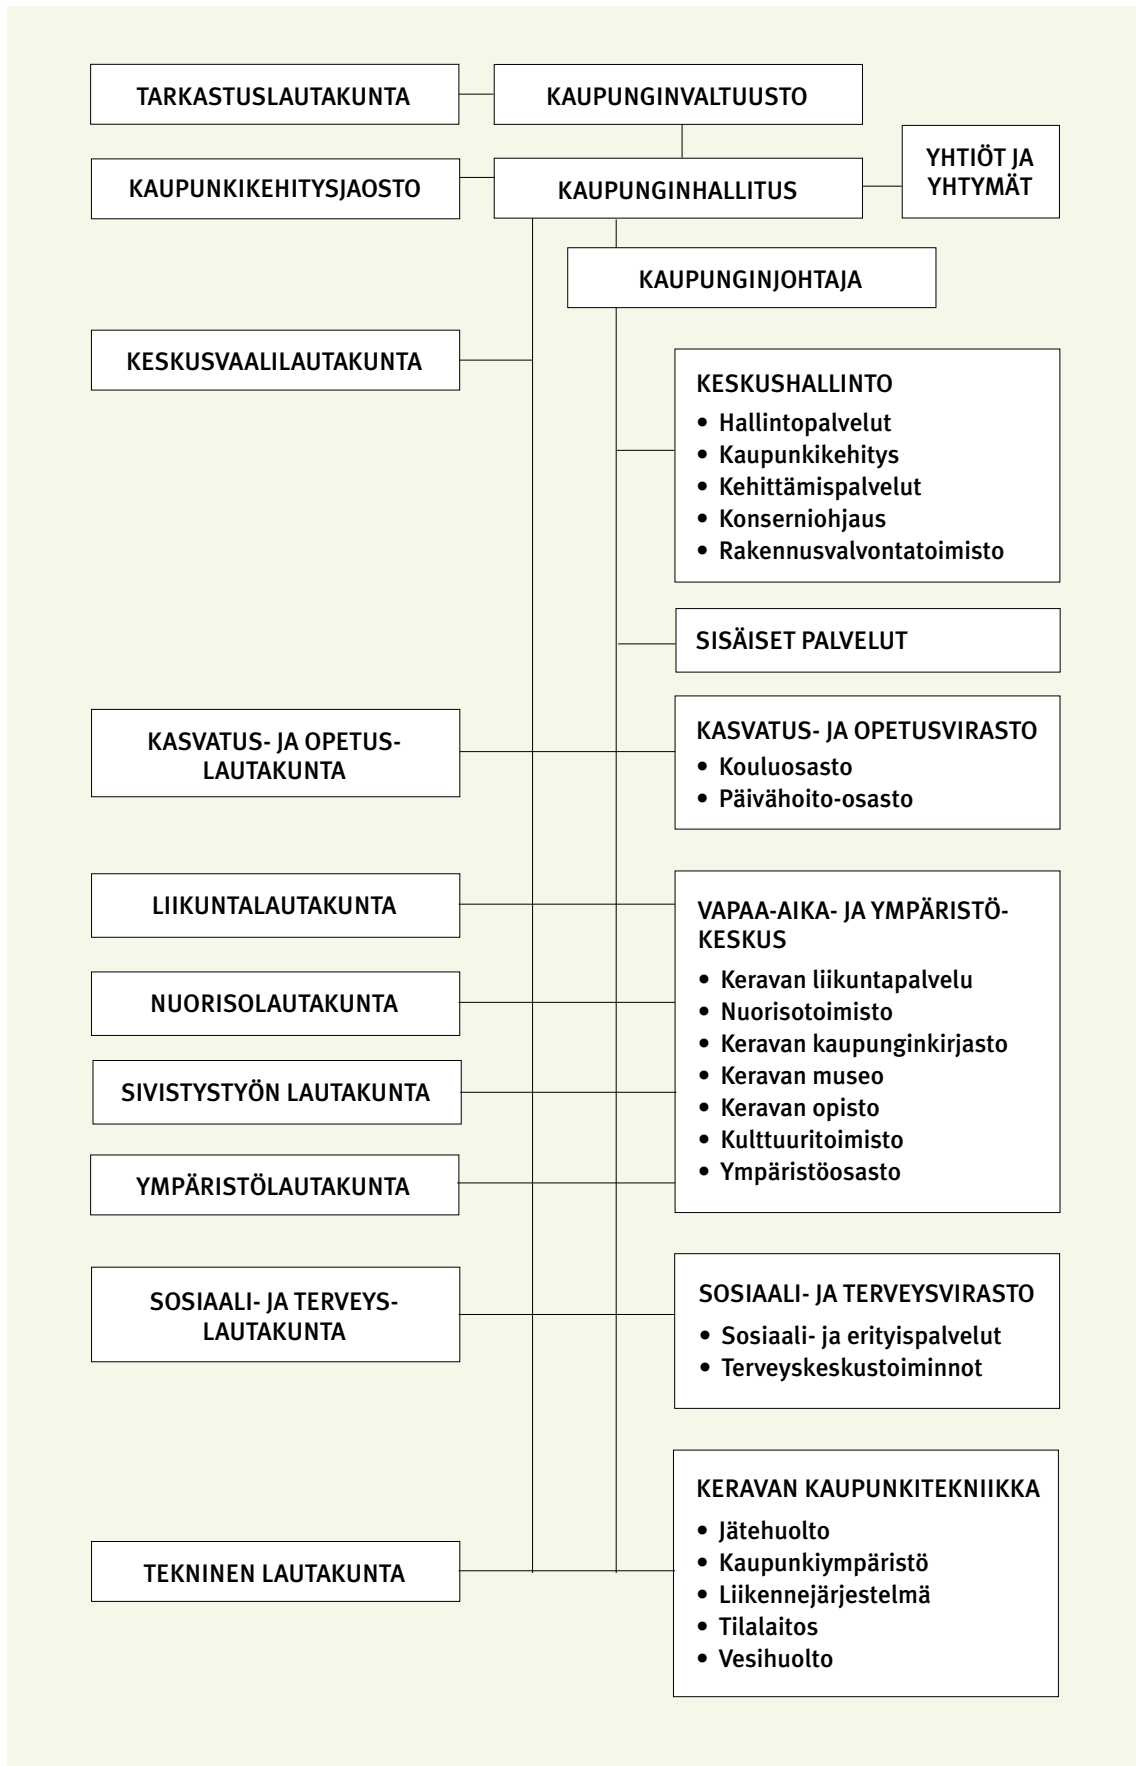 TARKASTUSLAUTAKUNTA
KAUPUNGINVALTUUSTO
YHTIÖT JA
YHTYMÄT
KAUPUNKIKEHITYSJAOSTO
KAUPUNGINHALLITUS
KAUPUNGINJOHTAJA
KESKUSVAALILAUTAKUNTA
KESKUSHALLINTO
• Hallintopalvelut
• Kaupunkikehitys
• Kehittämispalvelut
• Konserniohjaus
• Rakennusvalvontatoimisto
SISÄISET PALVELUT
KASVATUS- JA OPETUS-
LAUTAKUNTA
KASVATUS- JA OPETUSVIRASTO
• Kouluosasto
• Päivähoito-osasto
LIIKUNTALAUTAKUNTA
NUORISOLAUTAKUNTA
SIVISTYSTYÖN LAUTAKUNTA
YMPÄRISTÖLAUTAKUNTA
VAPAA-AIKA- JA YMPÄRISTÖ-
KESKUS
• Keravan liikuntapalvelu
• Nuorisotoimisto
• Keravan kaupunginkirjasto
• Keravan museo
• Keravan opisto
• Kulttuuritoimisto
• Ympäristöosasto
SOSIAALI- JA TERVEYS-
LAUTAKUNTA
SOSIAALI- JA TERVEYSVIRASTO
• Sosiaali- ja erityispalvelut
• Terveyskeskustoiminnot
TEKNINEN LAUTAKUNTA
KERAVAN KAUPUNKITEKNIIKKA
• Jätehuolto
• Kaupunkiympäristö
• Liikennejärjestelmä
• Tilalaitos
• Vesihuolto